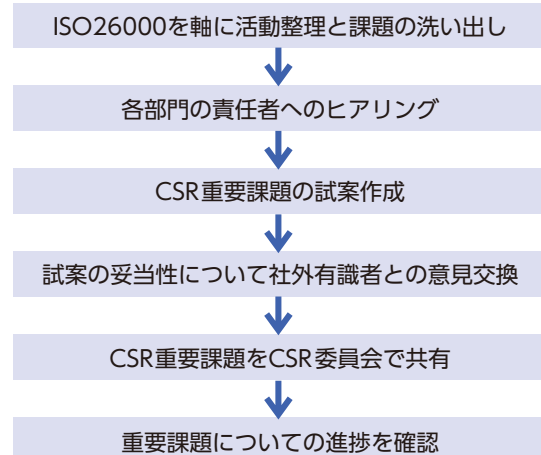 ISO26000を軸に活動整理と課題の洗い出し
各部門の責任者へのヒアリング
CSR重要課題の試案作成
試案の妥当性について社外有識者との意見交換
CSR重要課題をCSR委員会で共有
重要課題についての進捗を確認